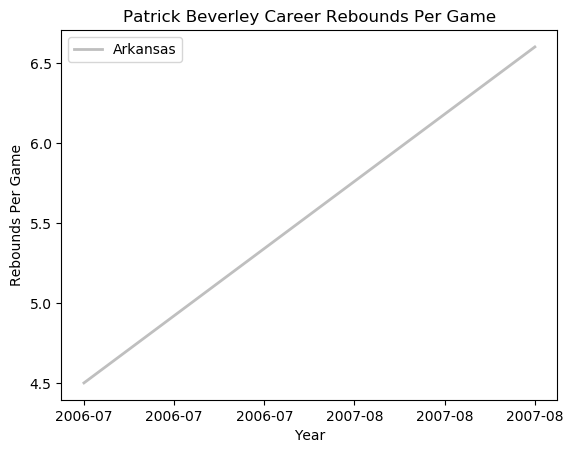 Patrick Beverley Career Rebounds Per Game
Arkansas
Rebounds Per Game
6.5
6.0
5.5
5.0
4.5
2006-07 2006-07 2006-07 2007-08 2007-08 2007-08
Year